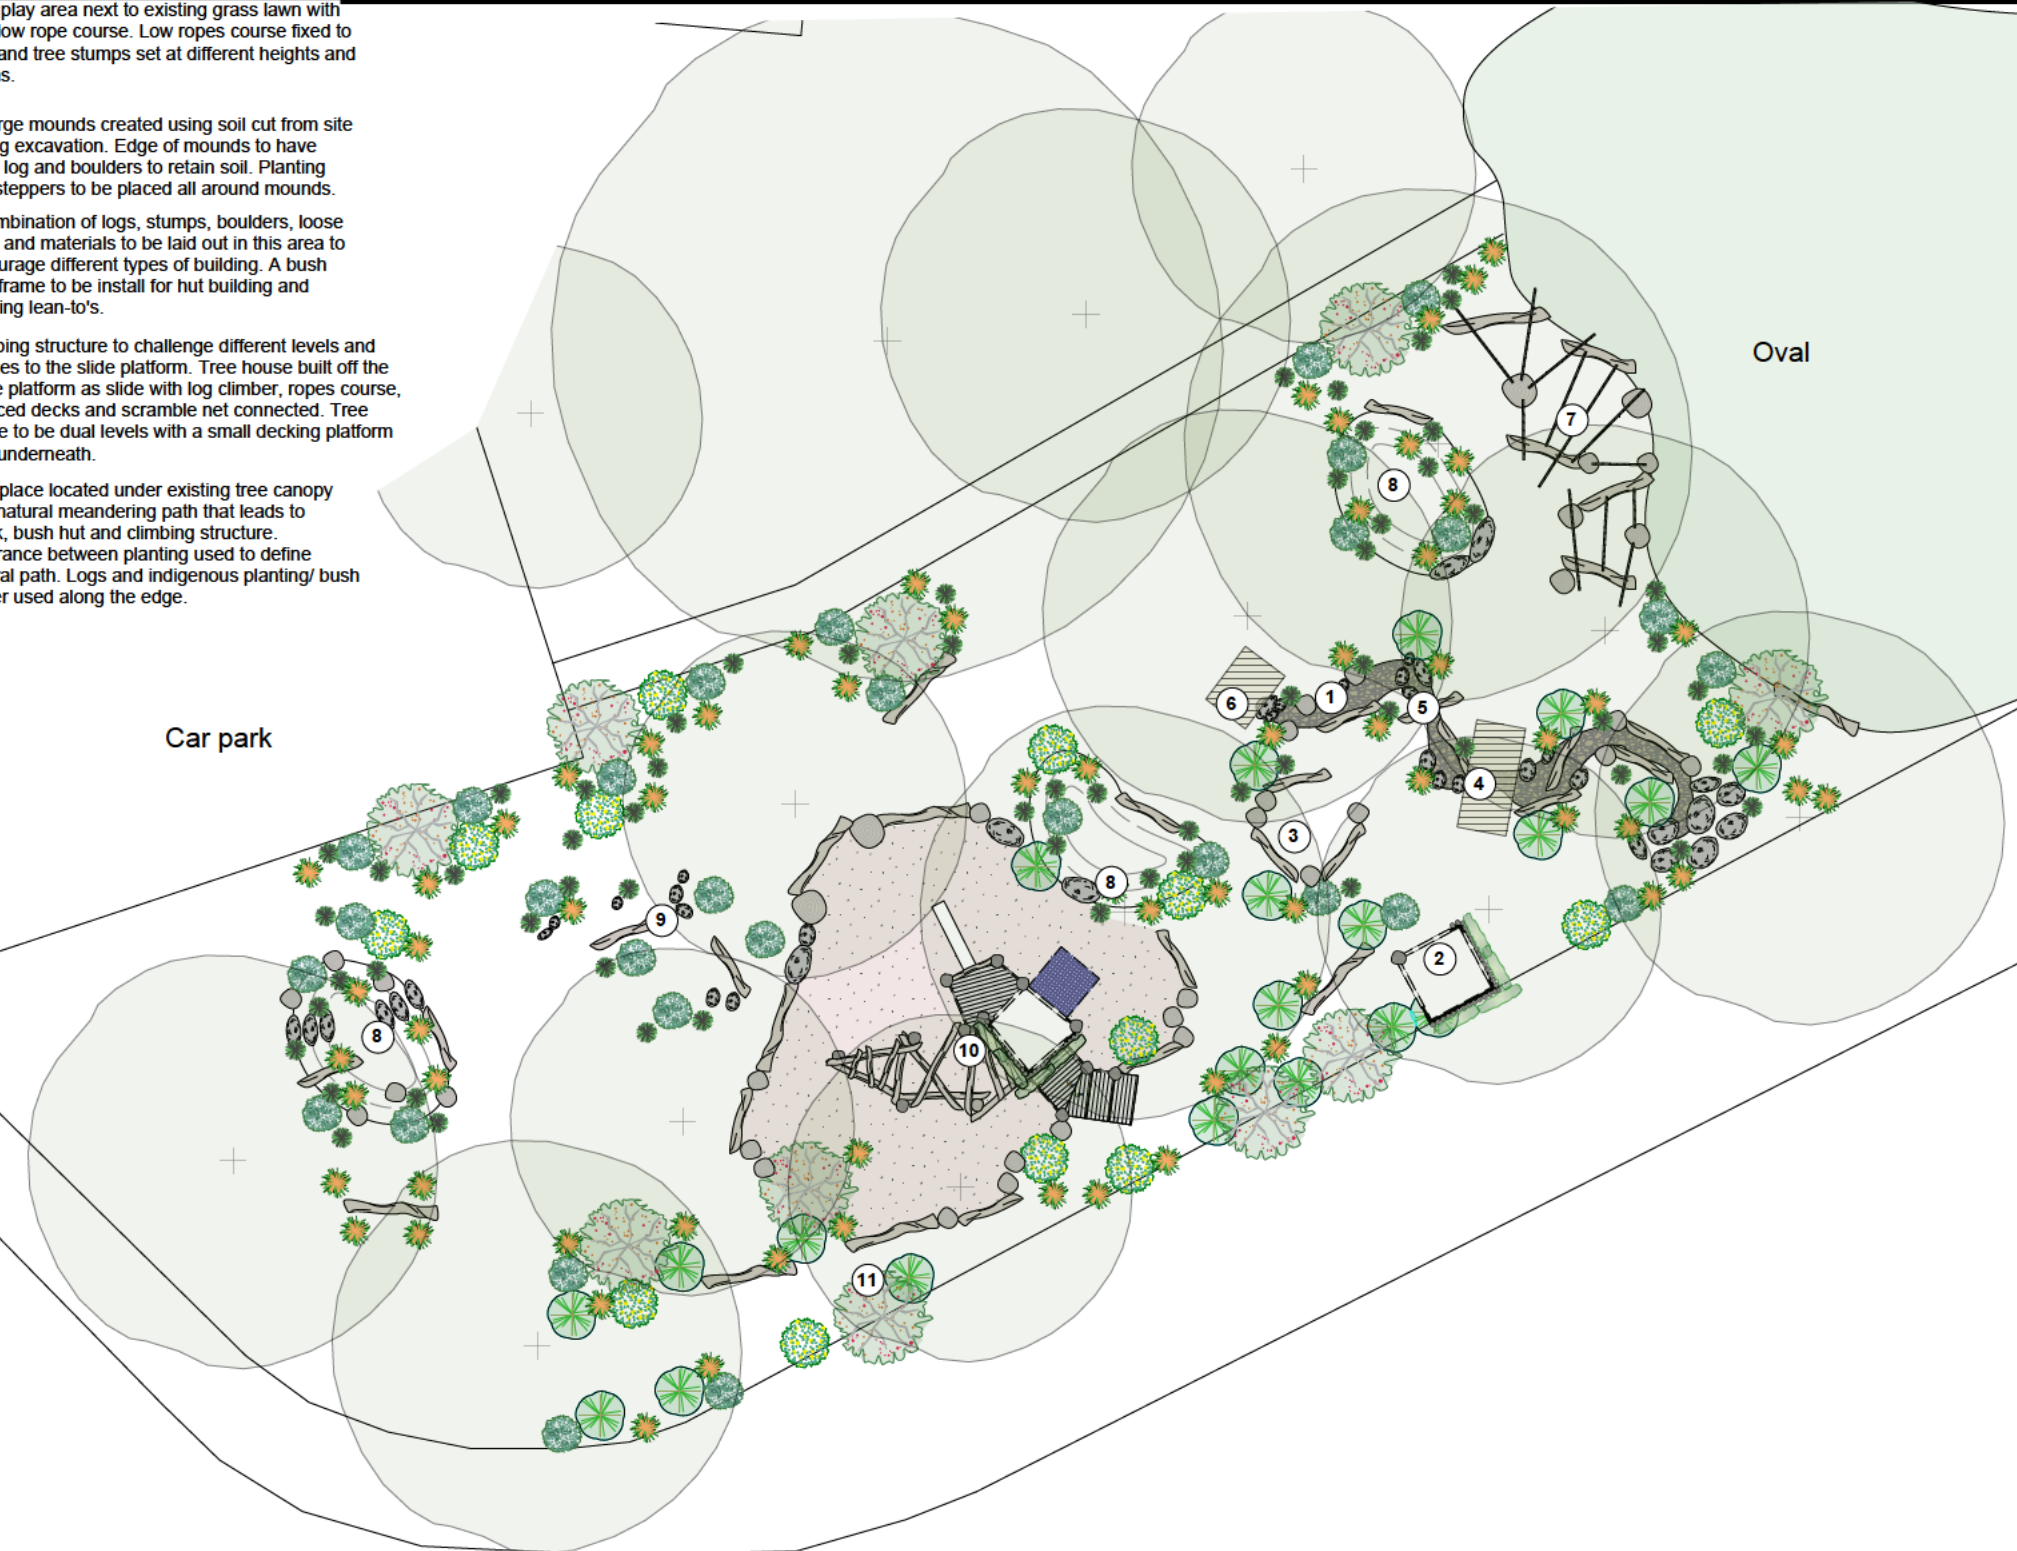 play area next to existing grass lawn with
low rope course. Low ropes course fixed to
and tree stumps set at different heights and
s.
rge mounds created using soil cut from site
g excavation. Edge of mounds to have
log and boulders to retain soil. Planting
steppers to be placed all around mounds.
mbination of logs, stumps, boulders, loose
and materials to be laid out in this area to
urage different types of building. A bush
frame to be install for hut building and
ing lean-to's.
bing structure to challenge different levels and
es to the slide platform. Tree house built off the
e platform as slide with log climber, ropes course,
ced decks and scramble net connected. Tree
e to be dual levels with a small decking platform
underneath.
place located under existing tree canopy
natural meandering path that leads to
k, bush hut and climbing structure.
rance between planting used to define
al path. Logs and indigenous planting/ bush
er used along the edge.
Oval
7
8
6
1
5
Car park
4
3
8
9
2
8
10
11